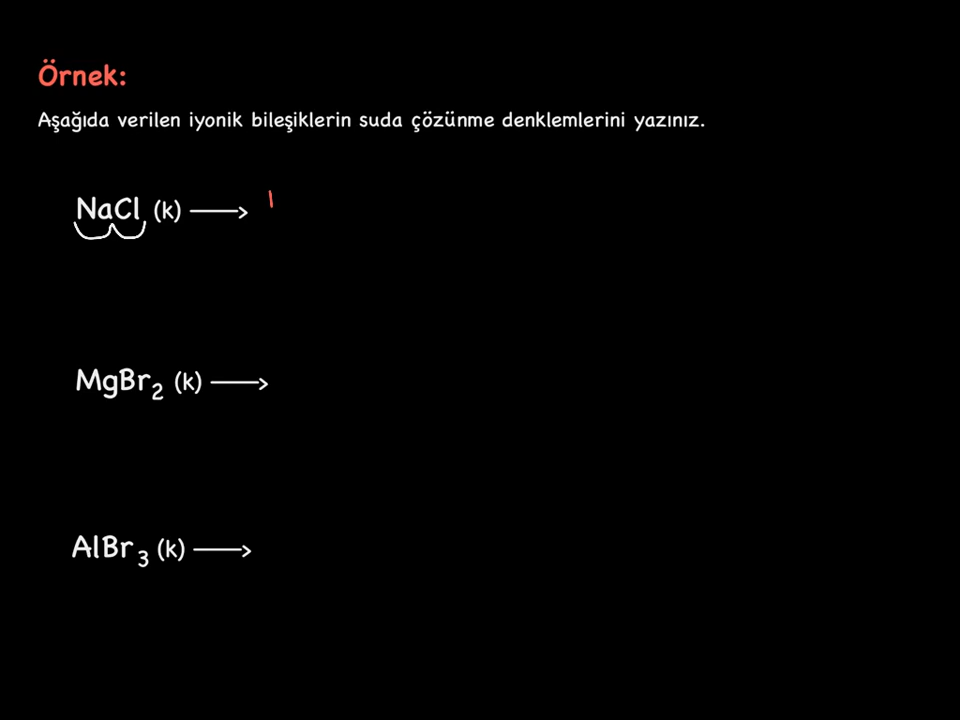 Örnek:
Aşağıda verilen iyonik bileşiklerin suda çözünme denklemlerini yazınız.
NaCl (k) ⟶
MgBr₂ (k) ⟶
AlBr₃ (k) ⟶